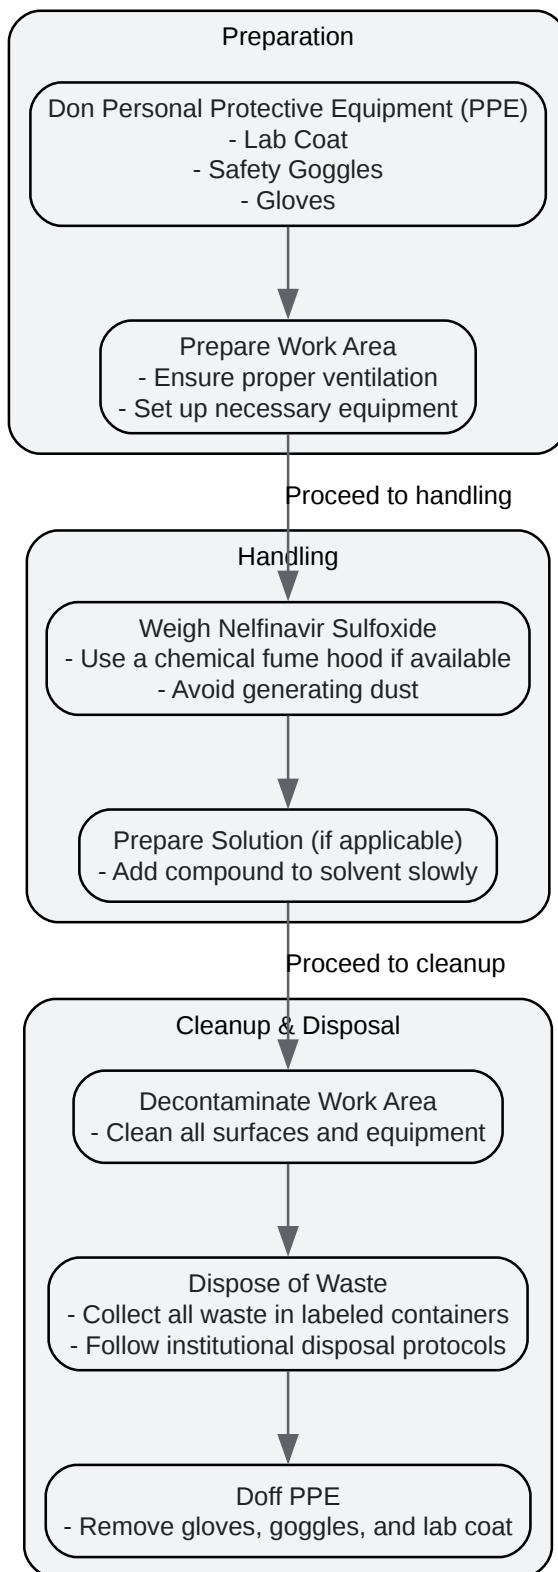 Preparation
Don Personal Protective Equipment (PPE)
- Lab Coat
- Safety Goggles
- Gloves
Prepare Work Area
- Ensure proper ventilation
- Set up necessary equipment
Proceed to handling
Handling
Weigh Nelfinavir Sulfoxide
- Use a chemical fume hood if available
- Avoid generating dust
Prepare Solution (if applicable)
- Add compound to solvent slowly
Proceed to cleanup
Cleanup & Disposal
Decontaminate Work Area
- Clean all surfaces and equipment
Dispose of Waste
- Collect all waste in labeled containers
- Follow institutional disposal protocols
Doff PPE
- Remove gloves, goggles, and lab coat